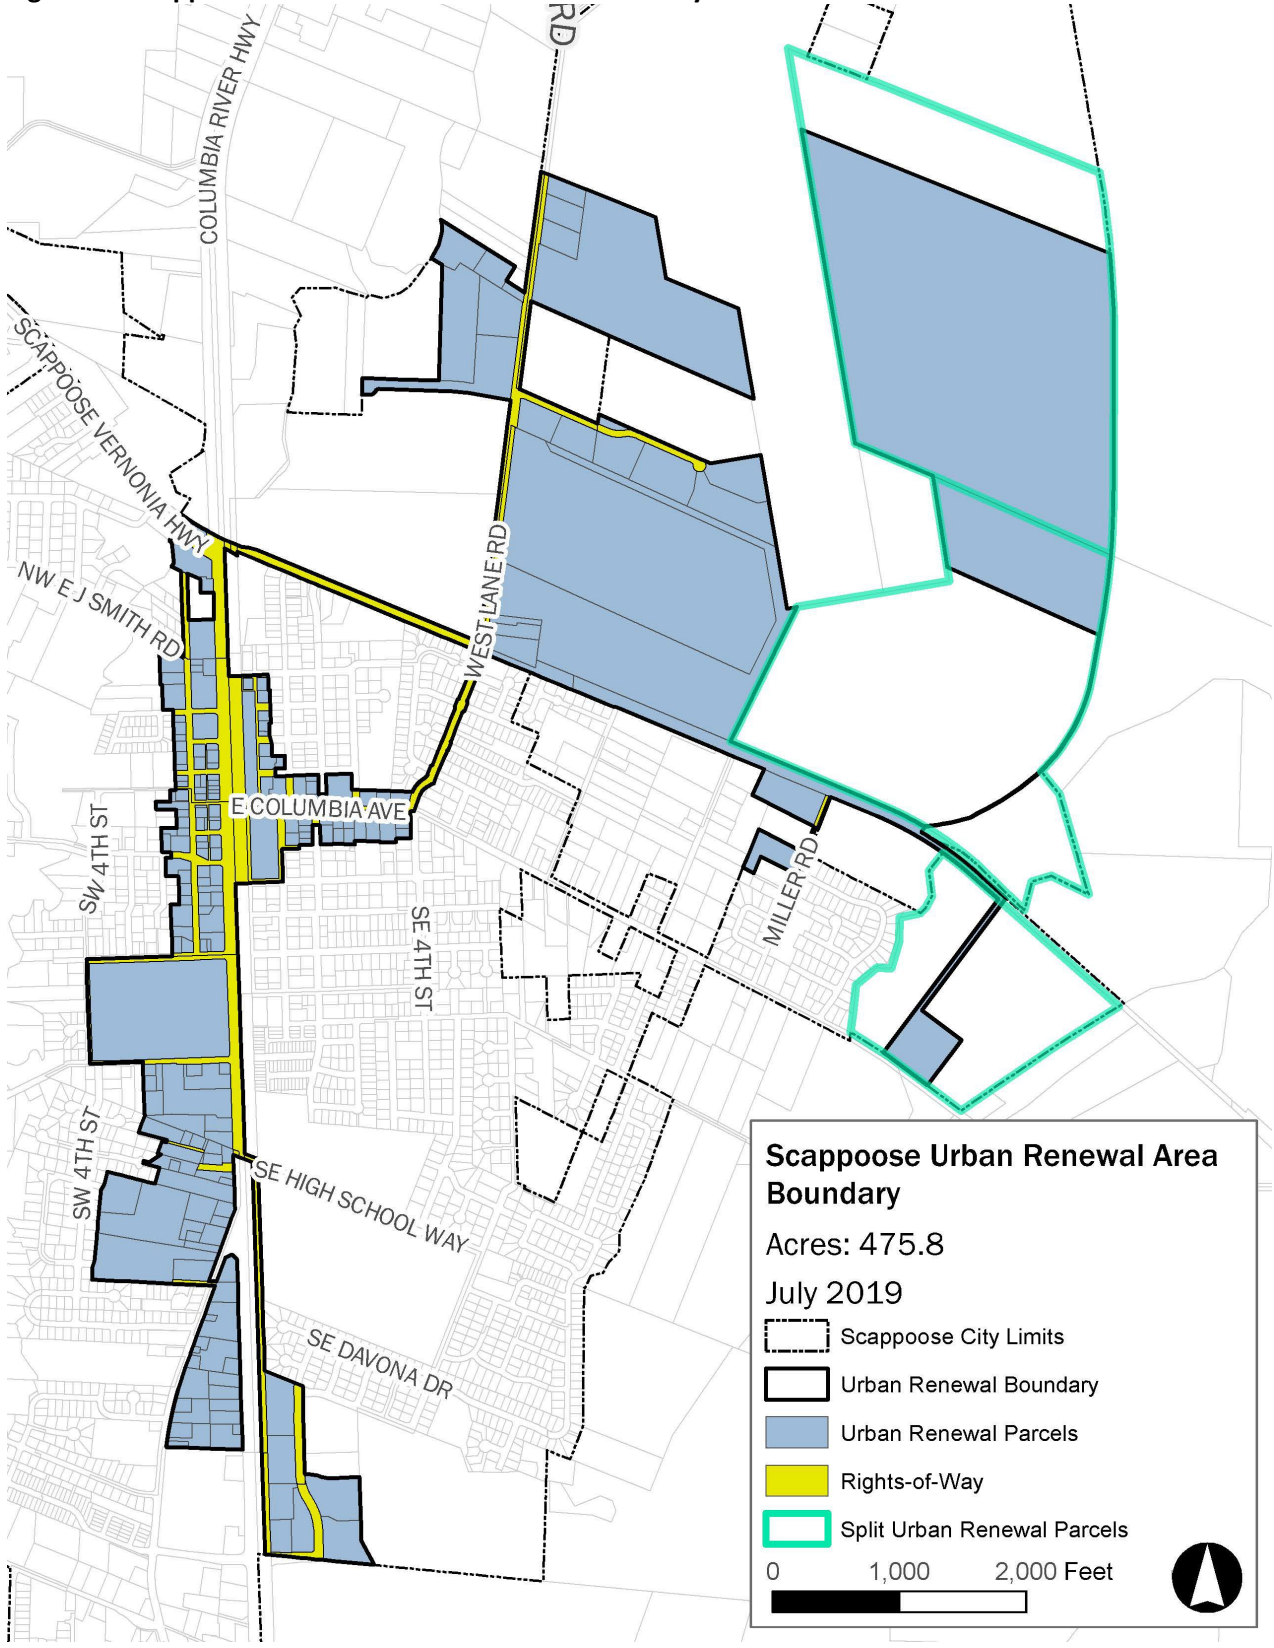 RD
COLUMBIA RIVER HWY
SCAPPOOSE VERNONIA HWY
NW E J SMITH RD
WEST LANE RD
E COLUMBIA AVE
SW 4TH ST
SE 4TH ST
MILLER RD
SW 4TH ST
SE HIGH SCHOOL WAY
SE DAVONA DR
Scappoose Urban Renewal Area
Boundary
Acres: 475.8
July 2019
Scappoose City Limits
Urban Renewal Boundary
Urban Renewal Parcels
Rights-of-Way
Split Urban Renewal Parcels
0 1,000 2,000 Feet